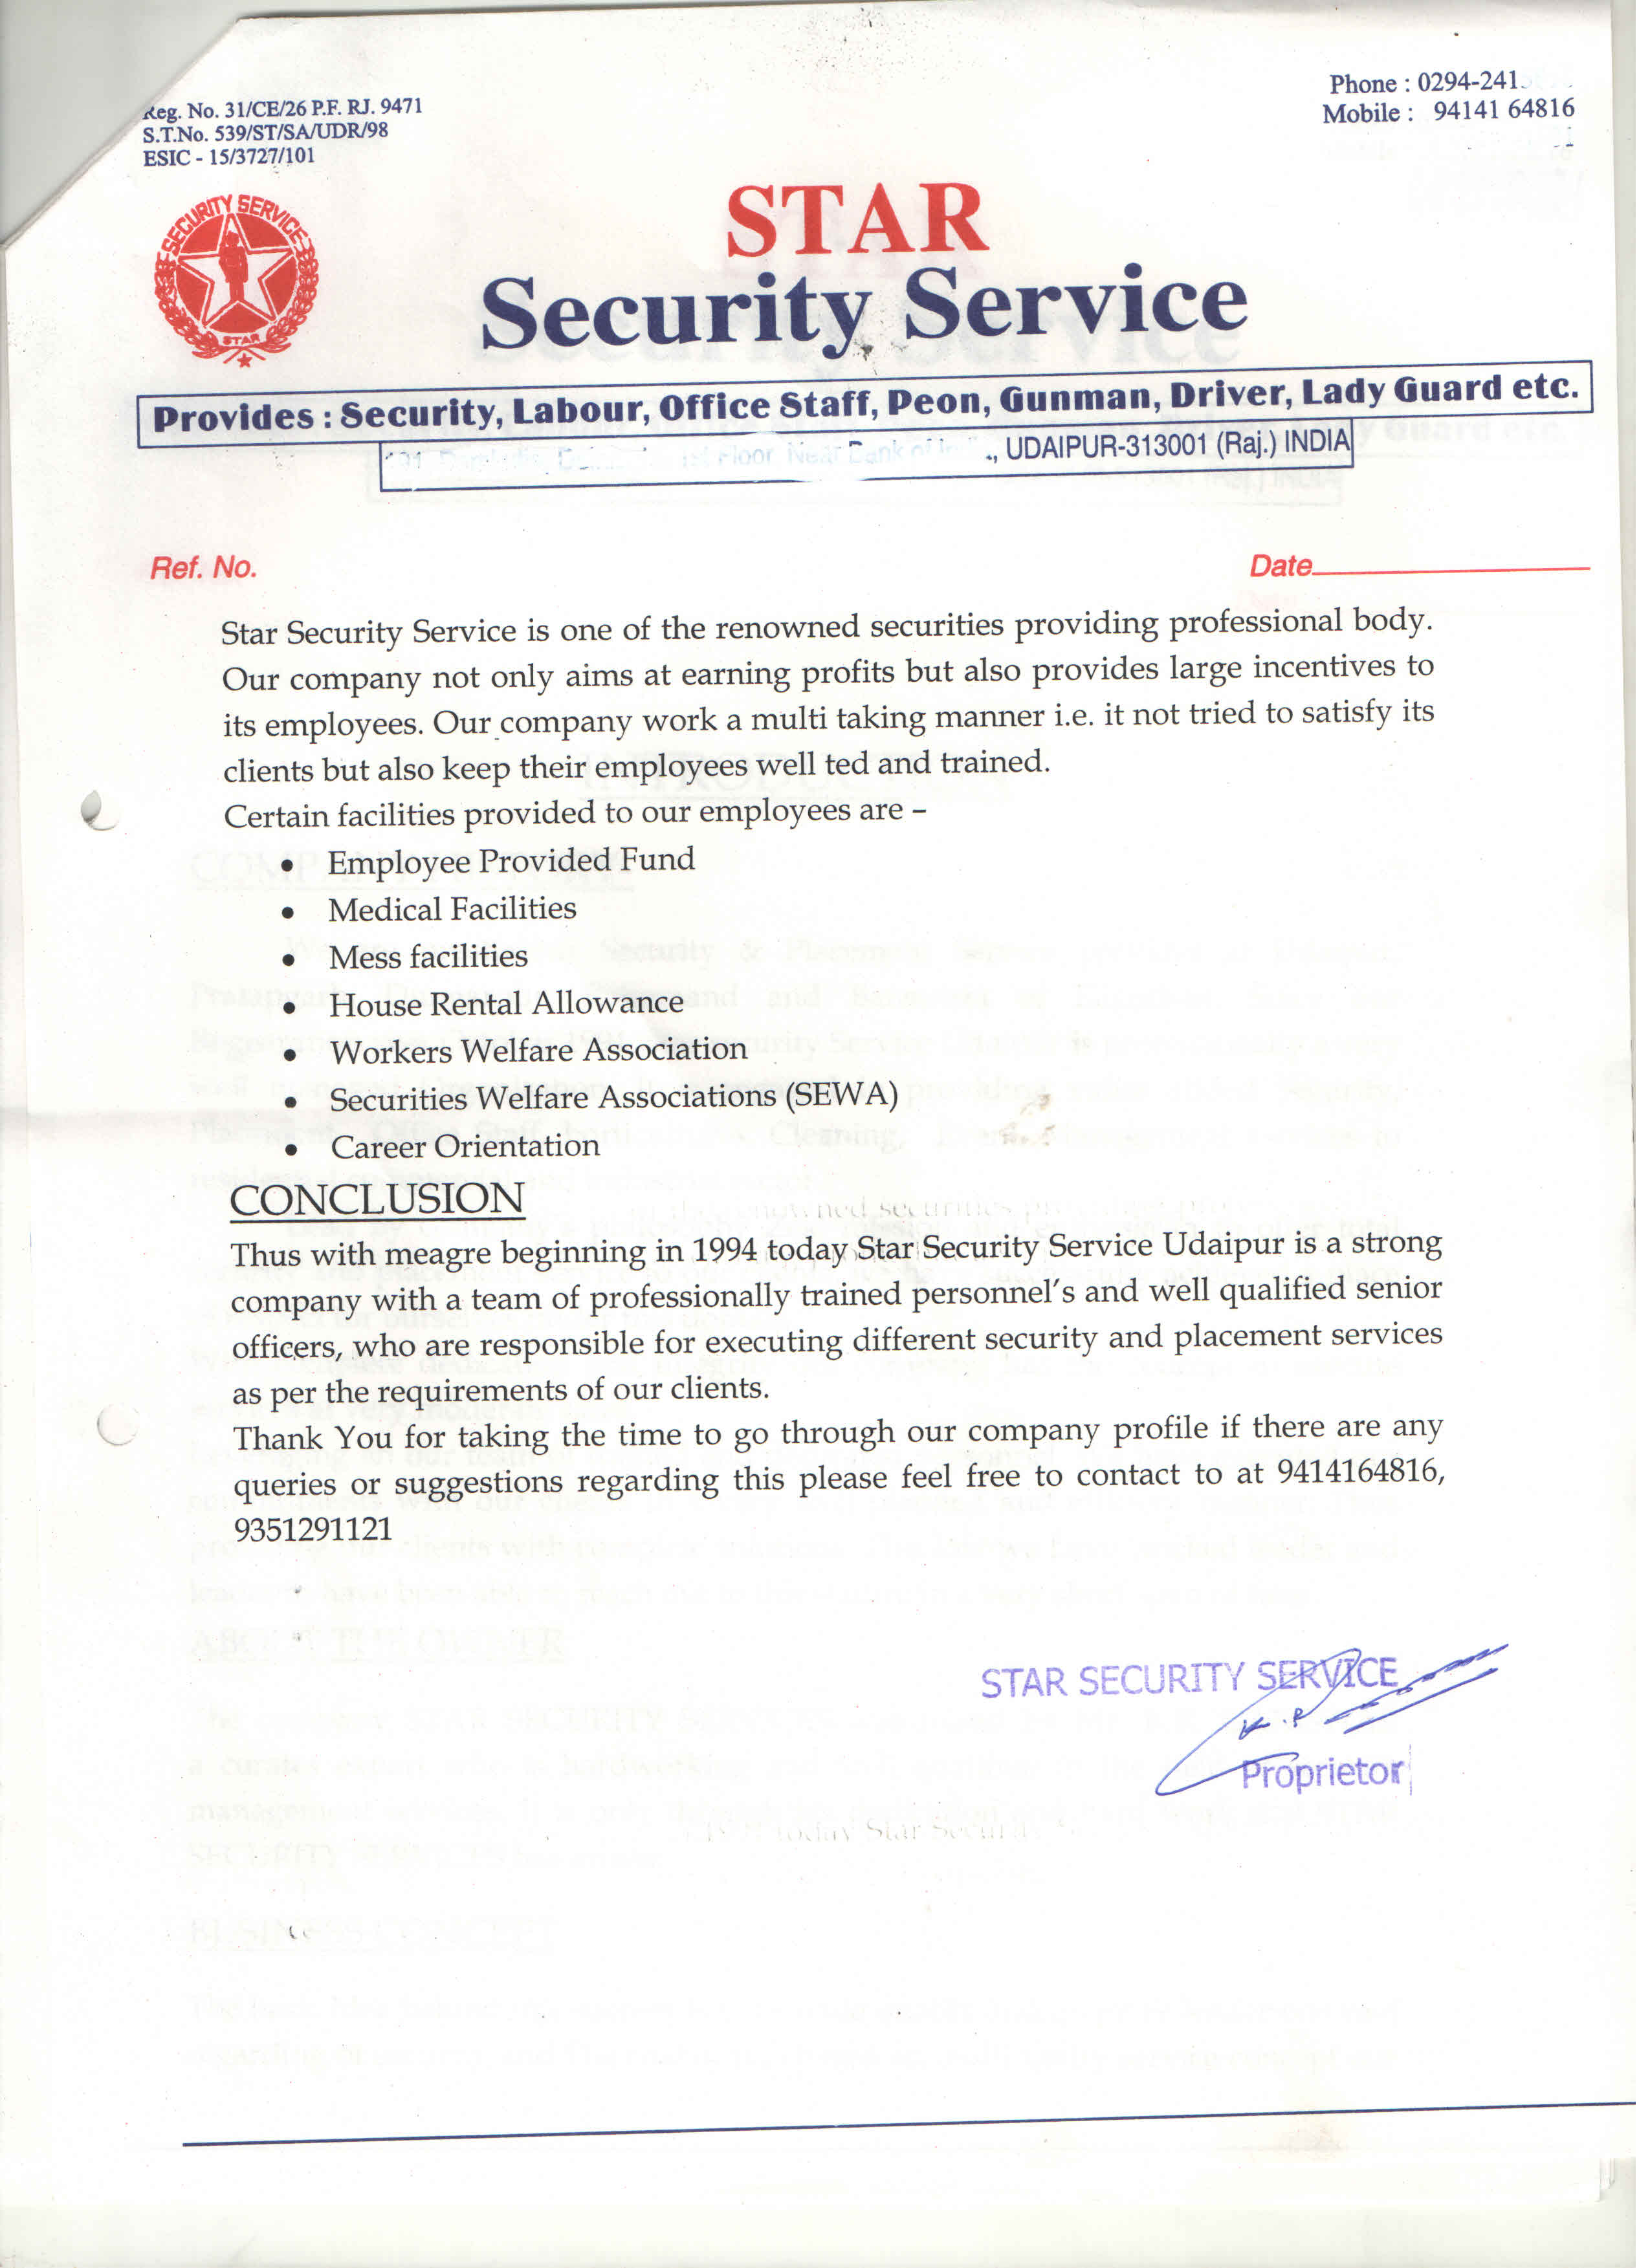 Reg. No. 31/CE/26 P.F. RJ. 9471
S.T.No. 539/ST/SA/UDR/98
ESIC - 15/3727/101
Phone : 0294-241
Mobile : 94141 64816
SECURITY SERVICE
STAR
STAR
Security Service
Provides : Security, Labour, Office Staff, Peon, Gunman, Driver, Lady Guard etc.
Floor Near Bank of ., UDAIPUR-313001 (Raj.) INDIA
Ref. No.
Date
Star Security Service is one of the renowned securities providing professional body.
Our company not only aims at earning profits but also provides large incentives to
its employees. Our company work a multi taking manner i.e. it not tried to satisfy its
clients but also keep their employees well ted and trained.
Certain facilities provided to our employees are –
• Employee Provided Fund
• Medical Facilities
• Mess facilities
• House Rental Allowance
• Workers Welfare Association
• Securities Welfare Associations (SEWA)
• Career Orientation
CONCLUSION
Thus with meagre beginning in 1994 today Star Security Service Udaipur is a strong
company with a team of professionally trained personnel's and well qualified senior
officers, who are responsible for executing different security and placement services
as per the requirements of our clients.
Thank You for taking the time to go through our company profile if there are any
queries or suggestions regarding this please feel free to contact to at 9414164816,
9351291121
STAR SECURITY SERVICE
Proprietor